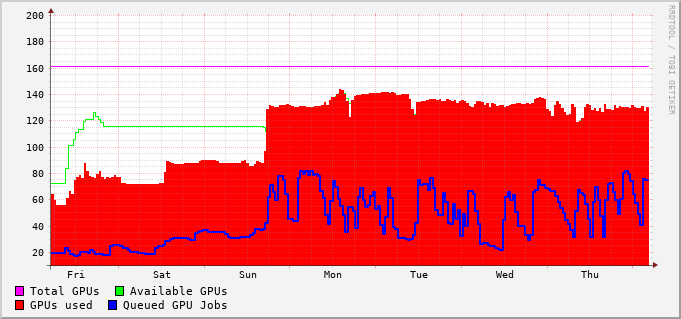 200
180
160
140
120
100
80
60
40
20
Fri Sat Sun Mon Tue Wed Thu
Total GPUs Available GPUs
GPUs used Queued GPU Jobs
RRDTOOL / TOBI OETIKER